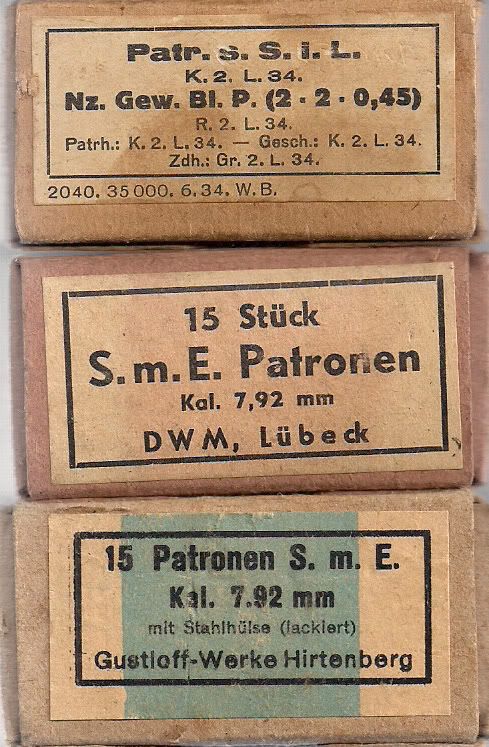 Patr. s. S. i. L.
K. 2. L. 34.
Nz. Gew. Bl. P. (2 · 2 · 0,45)
R. 2. L. 34.
Patrh.: K. 2. L. 34. — Gesch.: K. 2. L. 34.
Zdh.: Gr. 2. L. 34.
2040. 35000. 6. 34. W. B.
15 Stück
S. m. E. Patronen
Kal. 7,92 mm
DWM, Lübeck
15 Patronen S. m. E.
Kal. 7.92 mm
mit Stahlhülse (lackiert)
Gustloff-Werke Hirtenberg